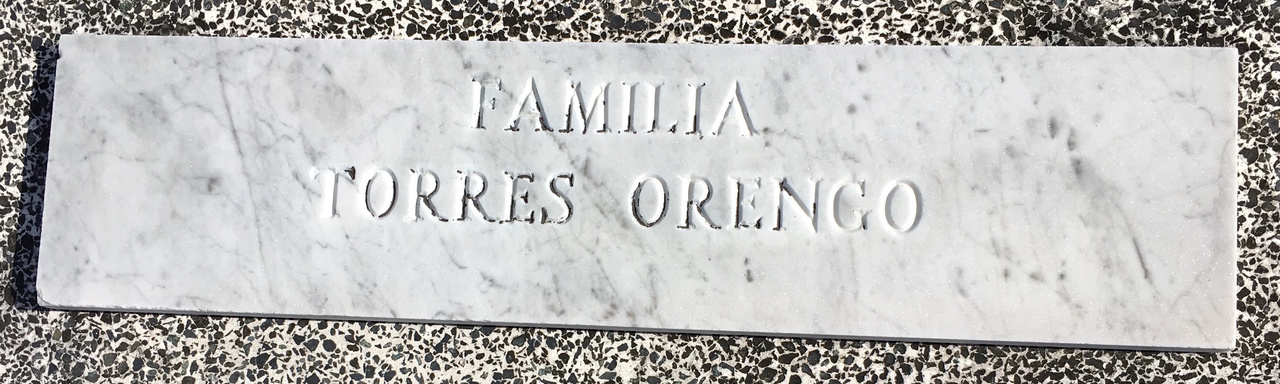 FAMILIA
TORRES ORENGO